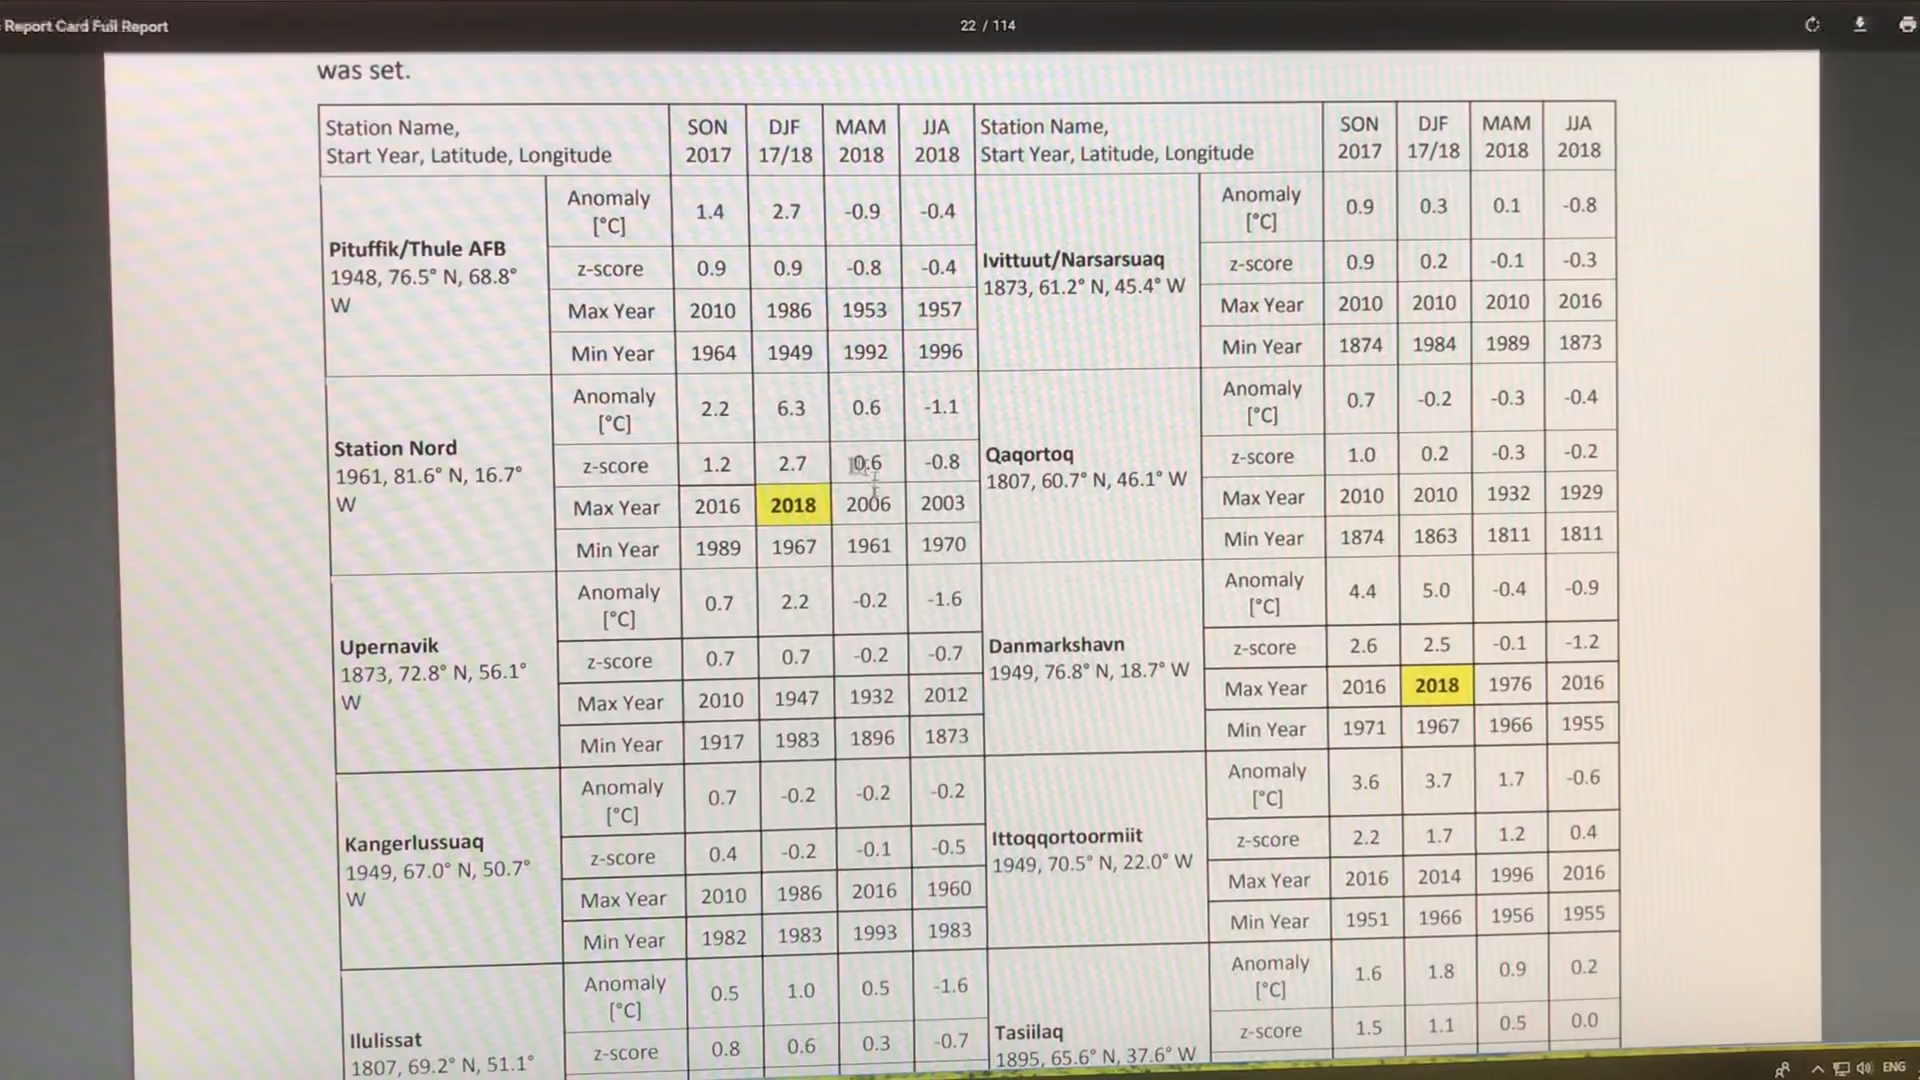 Report Card Full Report
22 / 114
was set.
Station Name,
Start Year, Latitude, Longitude
SON 2017
DJF 17/18
MAM 2018
JJA 2018
Station Name,
Start Year, Latitude, Longitude
SON 2017
DJF 17/18
MAM 2018
JJA 2018
Pituffik/Thule AFB
1948, 76.5° N, 68.8°
W
Anomaly [°C] 1.4 2.7 -0.9 -0.4
z-score 0.9 0.9 -0.8 -0.4
Max Year 2010 1986 1953 1957
Min Year 1964 1949 1992 1996
Ivittuut/Narsarsuaq
1873, 61.2° N, 45.4° W
Anomaly [°C] 0.9 0.3 0.1 -0.8
z-score 0.9 0.2 -0.1 -0.3
Max Year 2010 2010 2010 2016
Min Year 1874 1984 1989 1873
Station Nord
1961, 81.6° N, 16.7°
W
Anomaly [°C] 2.2 6.3 0.6 -1.1
z-score 1.2 2.7 0.6 -0.8
Max Year 2016 2018 2006 2003
Min Year 1989 1967 1961 1970
Qaqortoq
1807, 60.7° N, 46.1° W
Anomaly [°C] 0.7 -0.2 -0.3 -0.4
z-score 1.0 0.2 -0.3 -0.2
Max Year 2010 2010 1932 1929
Min Year 1874 1863 1811 1811
Upernavik
1873, 72.8° N, 56.1°
W
Anomaly [°C] 0.7 2.2 -0.2 -1.6
z-score 0.7 0.7 -0.2 -0.7
Max Year 2010 1947 1932 2012
Min Year 1917 1983 1896 1873
Danmarkshavn
1949, 76.8° N, 18.7° W
Anomaly [°C] 4.4 5.0 -0.4 -0.9
z-score 2.6 2.5 -0.1 -1.2
Max Year 2016 2018 1976 2016
Min Year 1971 1967 1966 1955
Kangerlussuaq
1949, 67.0° N, 50.7°
W
Anomaly [°C] 0.7 -0.2 -0.2 -0.2
z-score 0.4 -0.2 -0.1 -0.5
Max Year 2010 1986 2016 1960
Min Year 1982 1983 1993 1983
Ittoqqortoormiit
1949, 70.5° N, 22.0° W
Anomaly [°C] 3.6 3.7 1.7 -0.6
z-score 2.2 1.7 1.2 0.4
Max Year 2016 2014 1996 2016
Min Year 1951 1966 1956 1955
Ilulissat
1807, 69.2° N, 51.1°
Anomaly [°C] 0.5 1.0 0.5 -1.6
z-score 0.8 0.6 0.3 -0.7
Tasiilaq
1895, 65.6° N, 37.6° W
Anomaly [°C] 1.6 1.8 0.9 0.2
z-score 1.5 1.1 0.5 0.0
ENG